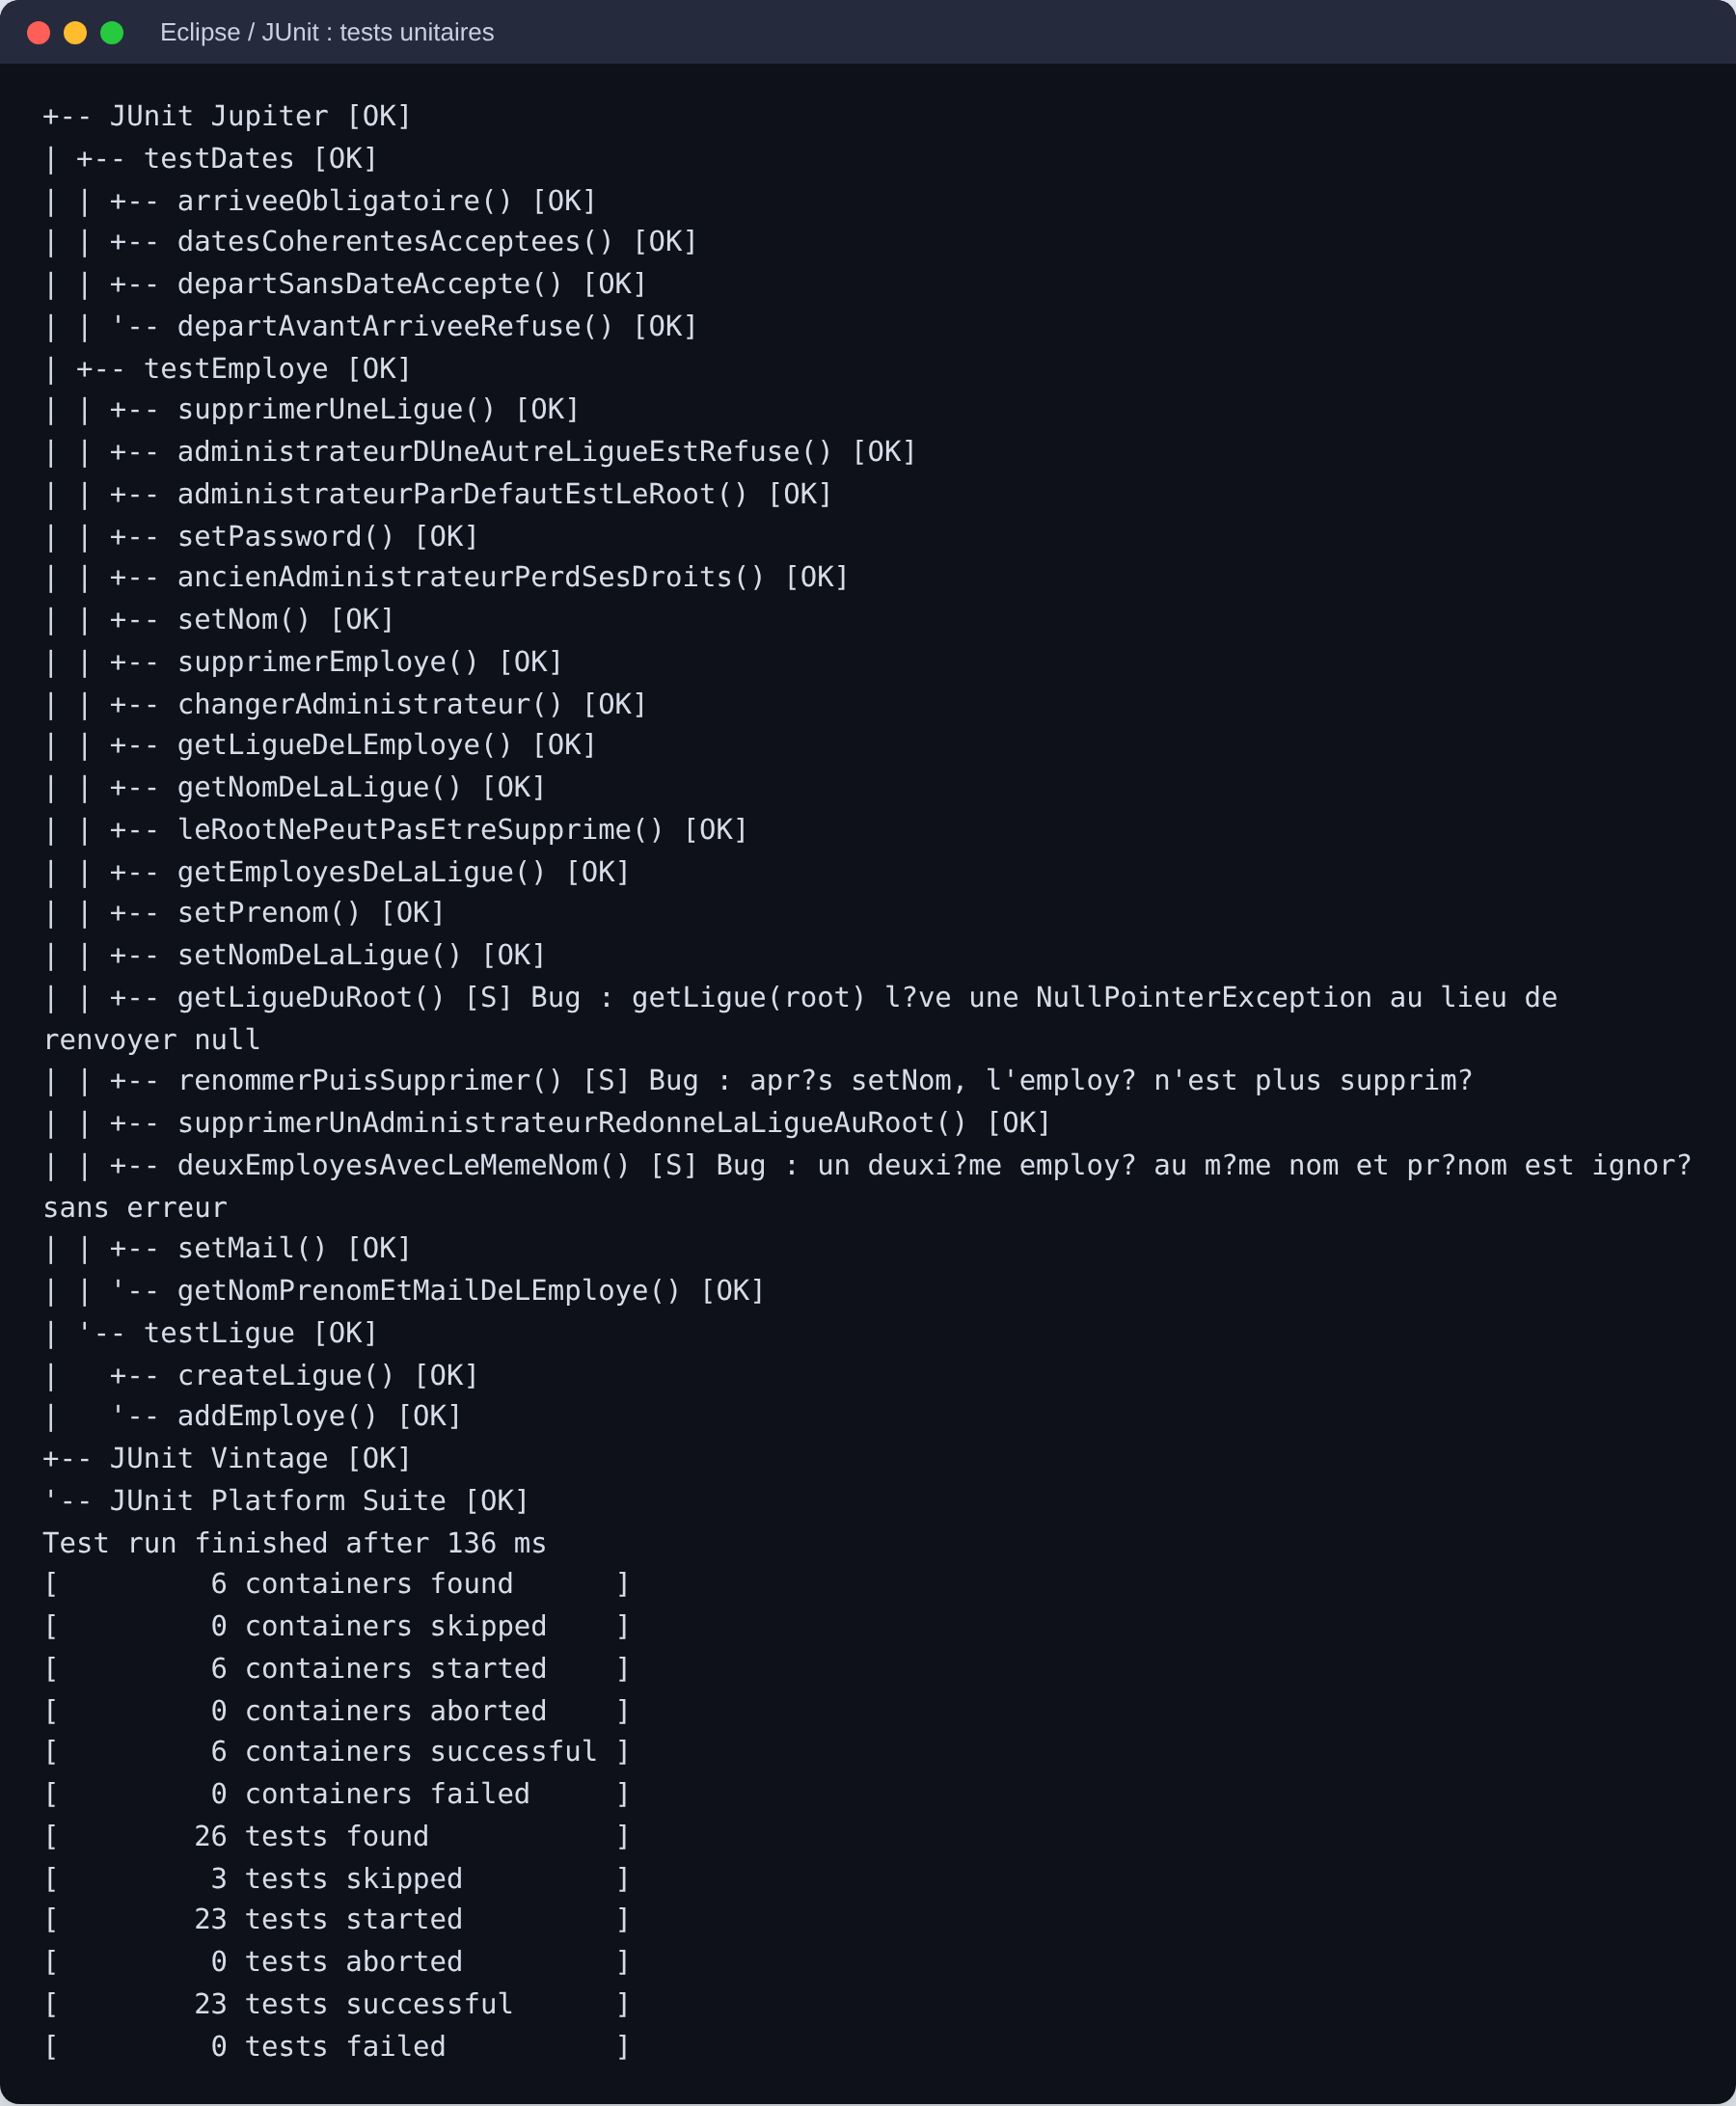 Eclipse / JUnit : tests unitaires
+-- JUnit Jupiter [OK]
| +-- testDates [OK]
| | +-- arriveeObligatoire() [OK]
| | +-- datesCoherentesAcceptees() [OK]
| | +-- departSansDateAccepte() [OK]
| | '-- departAvantArriveeRefuse() [OK]
| +-- testEmploye [OK]
| | +-- supprimerUneLigue() [OK]
| | +-- administrateurDUneAutreLigueEstRefuse() [OK]
| | +-- administrateurParDefautEstLeRoot() [OK]
| | +-- setPassword() [OK]
| | +-- ancienAdministrateurPerdSesDroits() [OK]
| | +-- setNom() [OK]
| | +-- supprimerEmploye() [OK]
| | +-- changerAdministrateur() [OK]
| | +-- getLigueDeLEmploye() [OK]
| | +-- getNomDeLaLigue() [OK]
| | +-- leRootNePeutPasEtreSupprime() [OK]
| | +-- getEmployesDeLaLigue() [OK]
| | +-- setPrenom() [OK]
| | +-- setNomDeLaLigue() [OK]
| | +-- getLigueDuRoot() [S] Bug : getLigue(root) l?ve une NullPointerException au lieu de
renvoyer null
| | +-- renommerPuisSupprimer() [S] Bug : apr?s setNom, l'employ? n'est plus supprim?
| | +-- supprimerUnAdministrateurRedonneLaLigueAuRoot() [OK]
| | +-- deuxEmployesAvecLeMemeNom() [S] Bug : un deuxi?me employ? au m?me nom et pr?nom est ignor?
sans erreur
| | +-- setMail() [OK]
| | '-- getNomPrenomEtMailDeLEmploye() [OK]
| '-- testLigue [OK]
|   +-- createLigue() [OK]
|   '-- addEmploye() [OK]
+-- JUnit Vintage [OK]
'-- JUnit Platform Suite [OK]
Test run finished after 136 ms
[         6 containers found      ]
[         0 containers skipped    ]
[         6 containers started    ]
[         0 containers aborted    ]
[         6 containers successful ]
[         0 containers failed     ]
[        26 tests found           ]
[         3 tests skipped         ]
[        23 tests started         ]
[         0 tests aborted         ]
[        23 tests successful      ]
[         0 tests failed          ]